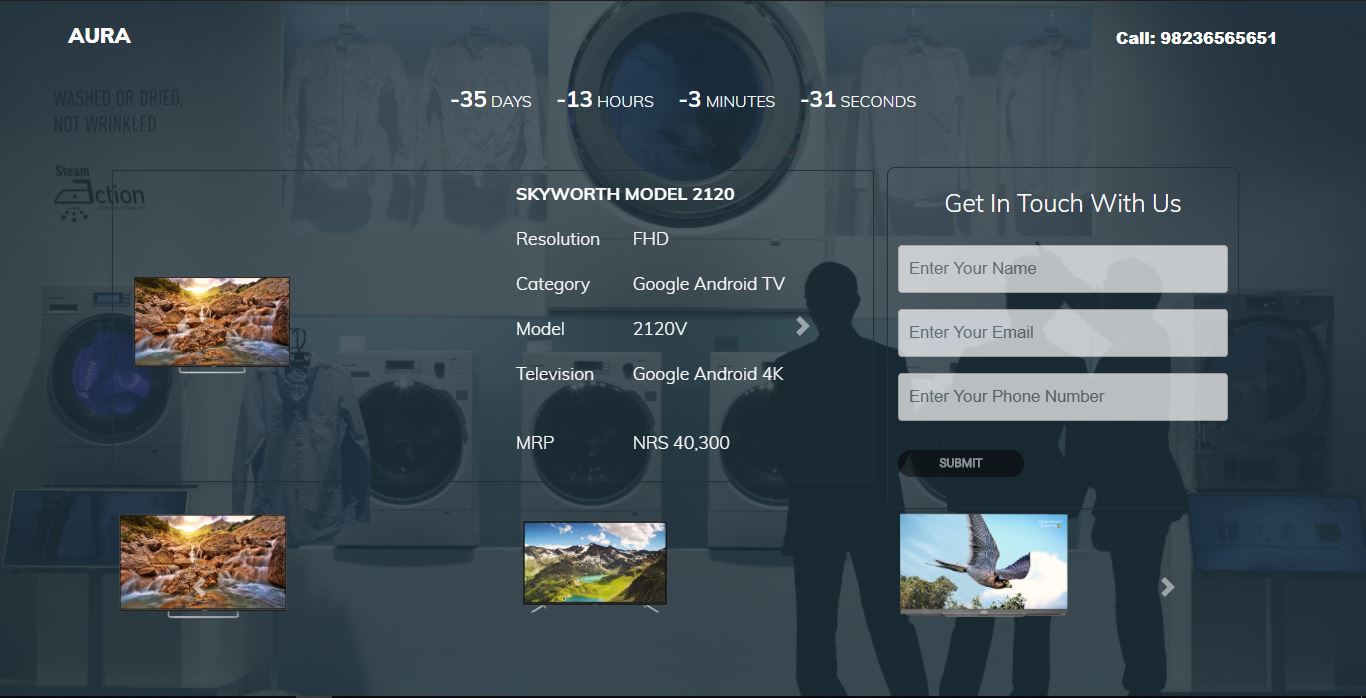 AURA
Call: 98236565651
-35 DAYS -13 HOURS -3 MINUTES -31 SECONDS
WASHED OR DRIED,
NOT WRINKLED
Steam
Action
SKYWORTH MODEL 2120
Resolution FHD
Category Google Android TV
Model 2120V
Television Google Android 4K
MRP NRS 40,300
Get In Touch With Us
Enter Your Name
Enter Your Email
Enter Your Phone Number
SUBMIT